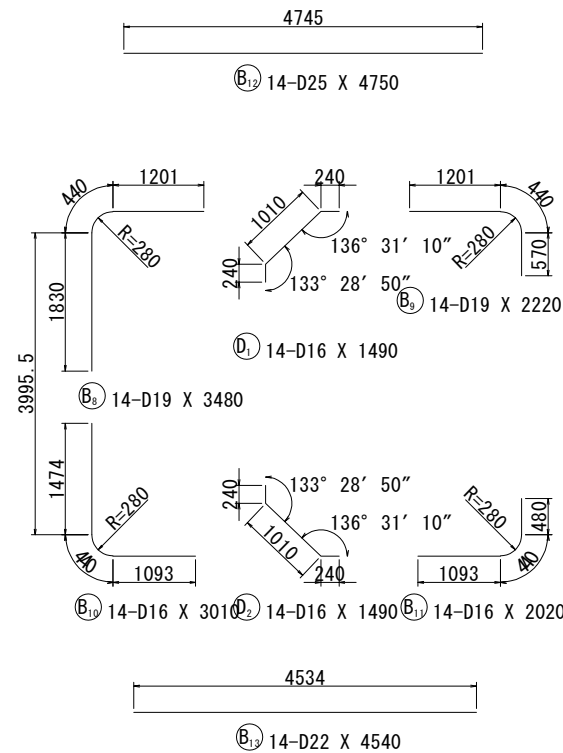 4745
B12 14-D25 X 4750
440
1201
240
1201
440
1010
R=280
136° 31′ 10″
R=280
570
240
133° 28′ 50″
B9 14-D19 X 2220
1830
D1 14-D16 X 1490
3995.5
B8 14-D19 X 3480
1474
R=280
240
133° 28′ 50″
136° 31′ 10″
R=280
480
440
1093
1010
240
1093
440
B10 14-D16 X 3010
D2 14-D16 X 1490
B11 14-D16 X 2020
4534
B13 14-D22 X 4540